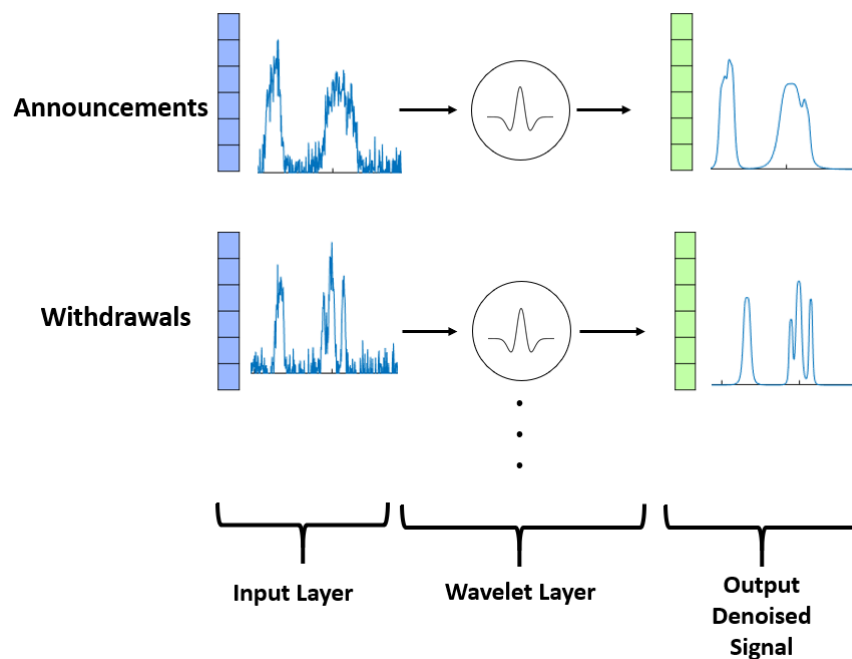 Announcements
Withdrawals
Input Layer
Wavelet Layer
Output
Denoised
Signal